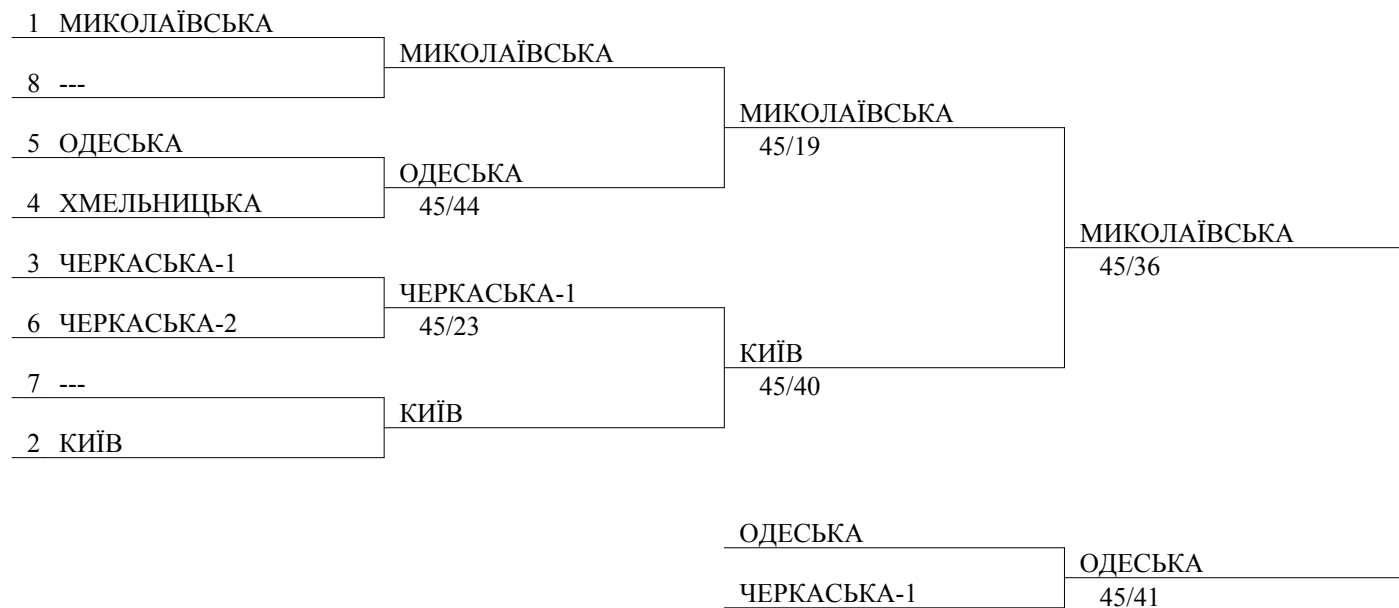 1 МИКОЛАЇВСЬКА
МИКОЛАЇВСЬКА
8 ---
МИКОЛАЇВСЬКА
45/19
5 ОДЕСЬКА
ОДЕСЬКА
45/44
4 ХМЕЛЬНИЦЬКА
МИКОЛАЇВСЬКА
45/36
3 ЧЕРКАСЬКА-1
ЧЕРКАСЬКА-1
45/23
6 ЧЕРКАСЬКА-2
КИЇВ
45/40
7 ---
КИЇВ
2 КИЇВ
ОДЕСЬКА
ОДЕСЬКА
45/41
ЧЕРКАСЬКА-1